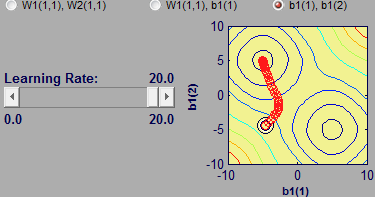 W1(1,1), W2(1,1) W1(1,1), b1(1) b1(1), b1(2)
Learning Rate: 20.0
0.0 20.0
10
5
0
-5
-10
b1(2)
-10 0 10
b1(1)